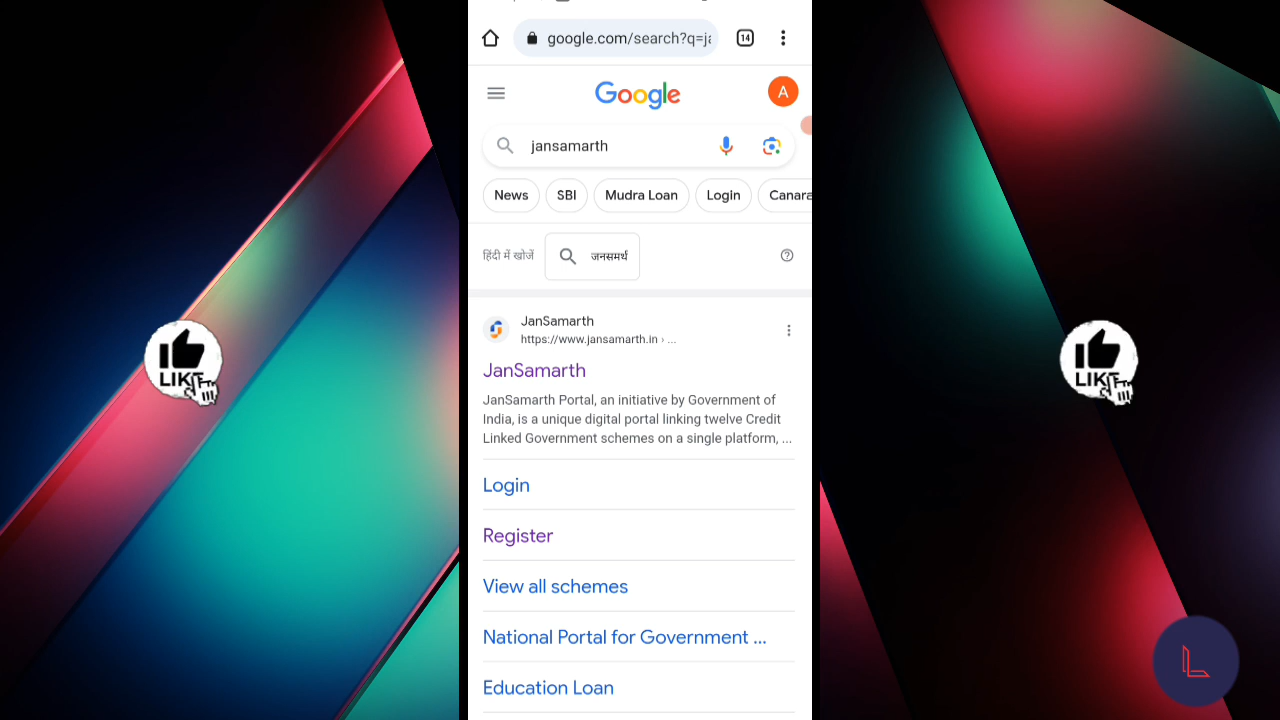 google.com/search?q=ja
14
Google
A
jansamarth
News
SBI
Mudra Loan
Login
Canara
हिंदी में खोजें
जनसमर्थ
JanSamarth
https://www.jansamarth.in › ...
JanSamarth
JanSamarth Portal, an initiative by Government of
India, is a unique digital portal linking twelve Credit
Linked Government schemes on a single platform, ...
Login
Register
View all schemes
National Portal for Government ...
Education Loan
LIKE
LIKE
L